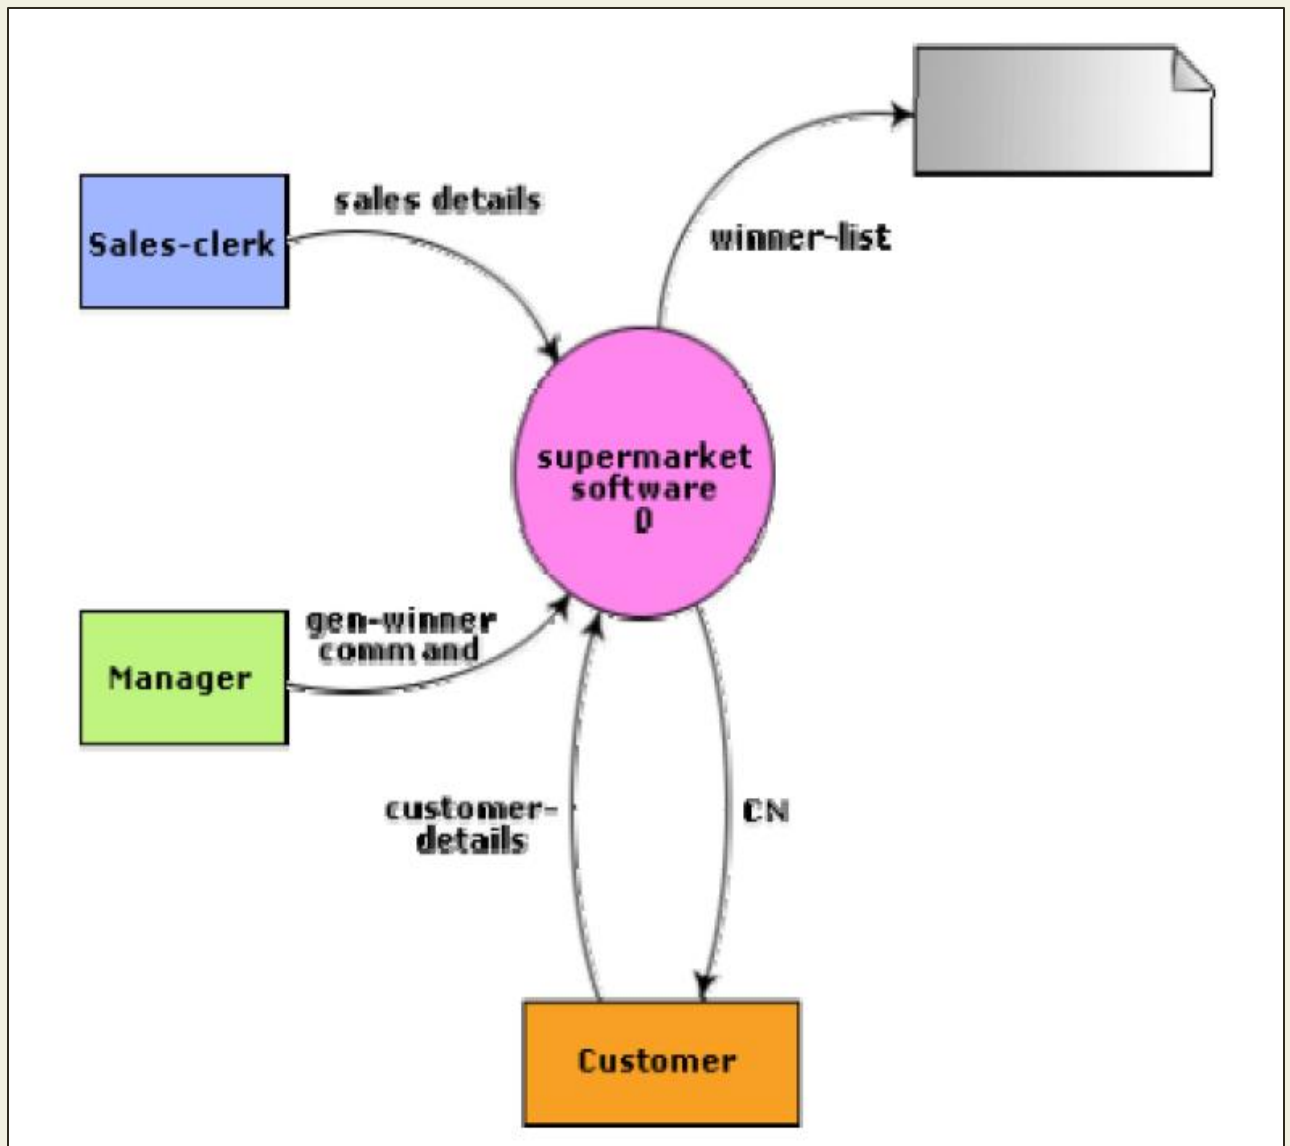 sales details
Sales-clerk
winner-list
supermarket
software
0
gen-winner
command
Manager
customer-
details
CN
Customer